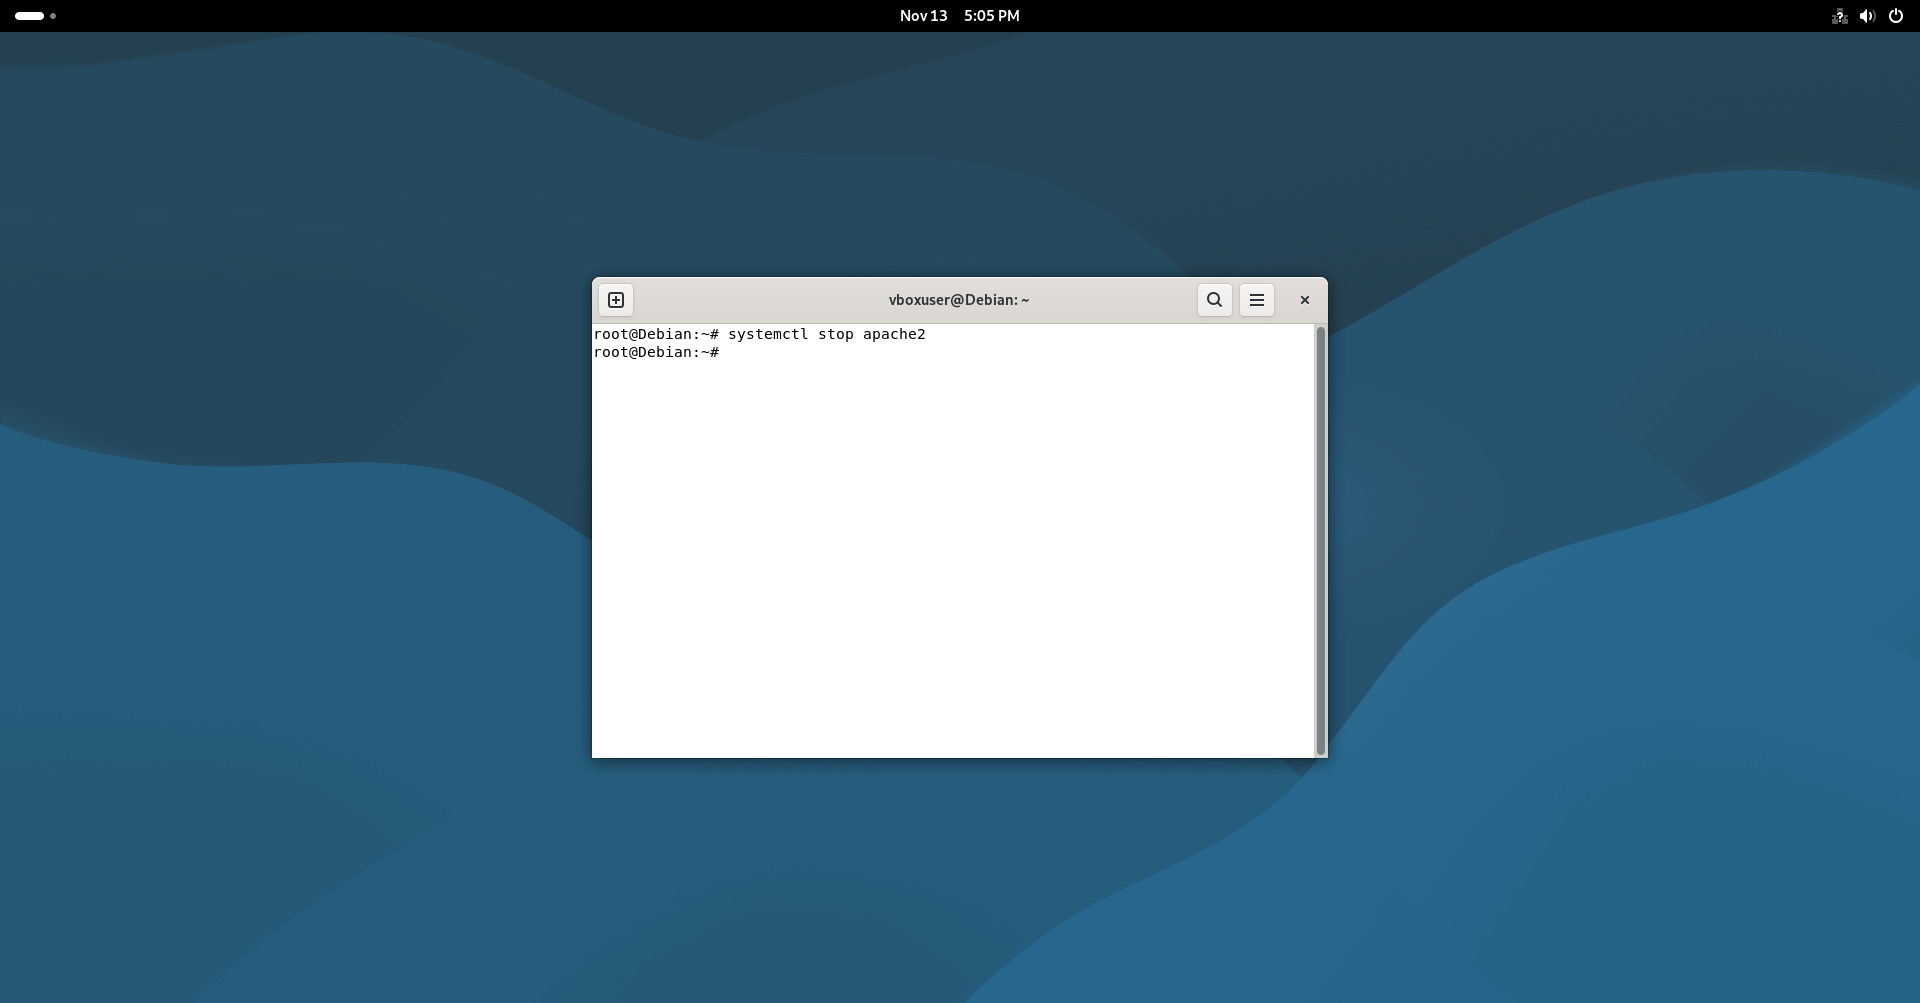 Nov 13 5:05 PM
vboxuser@Debian: ~
root@Debian:~# systemctl stop apache2
root@Debian:~#